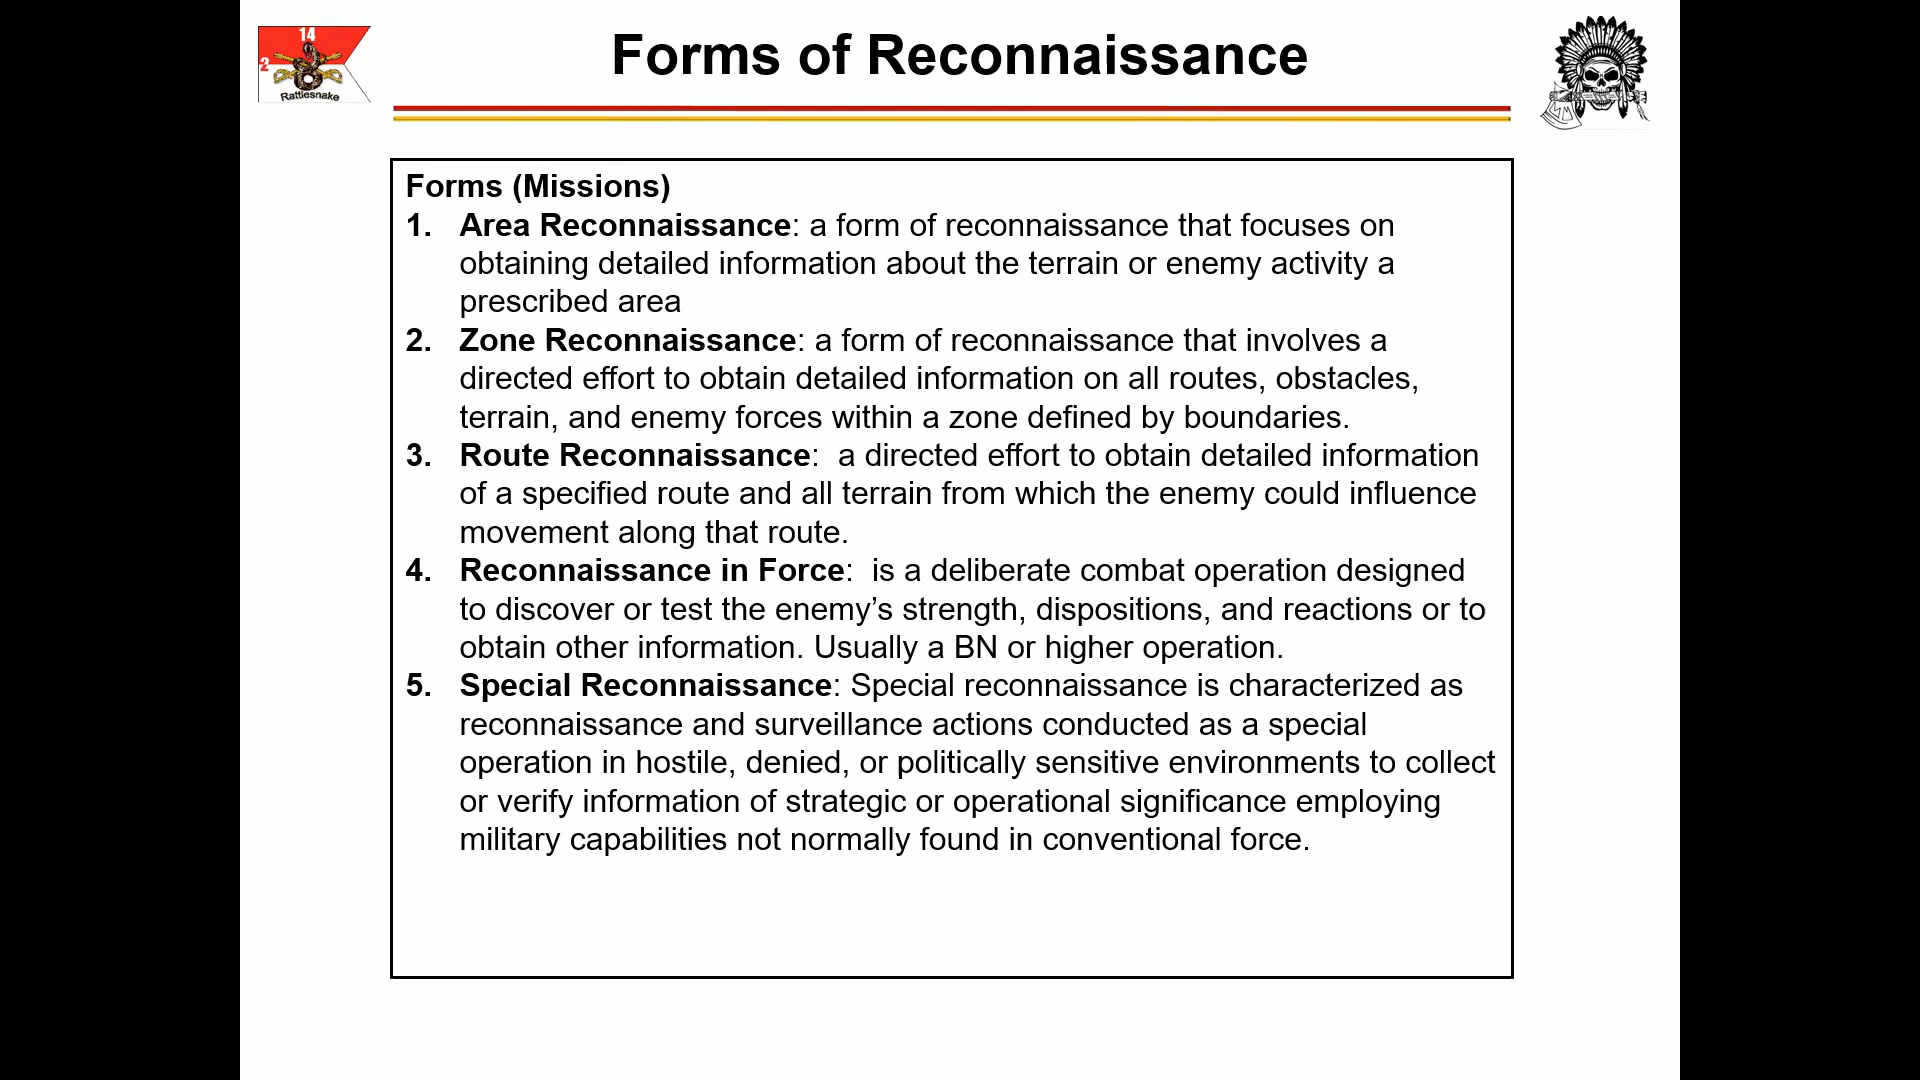 14
2
Rattlesnake
Forms of Reconnaissance
Forms (Missions)
1. Area Reconnaissance: a form of reconnaissance that focuses on
obtaining detailed information about the terrain or enemy activity a
prescribed area
2. Zone Reconnaissance: a form of reconnaissance that involves a
directed effort to obtain detailed information on all routes, obstacles,
terrain, and enemy forces within a zone defined by boundaries.
3. Route Reconnaissance:  a directed effort to obtain detailed information
of a specified route and all terrain from which the enemy could influence
movement along that route.
4. Reconnaissance in Force:  is a deliberate combat operation designed
to discover or test the enemy’s strength, dispositions, and reactions or to
obtain other information. Usually a BN or higher operation.
5. Special Reconnaissance: Special reconnaissance is characterized as
reconnaissance and surveillance actions conducted as a special
operation in hostile, denied, or politically sensitive environments to collect
or verify information of strategic or operational significance employing
military capabilities not normally found in conventional force.